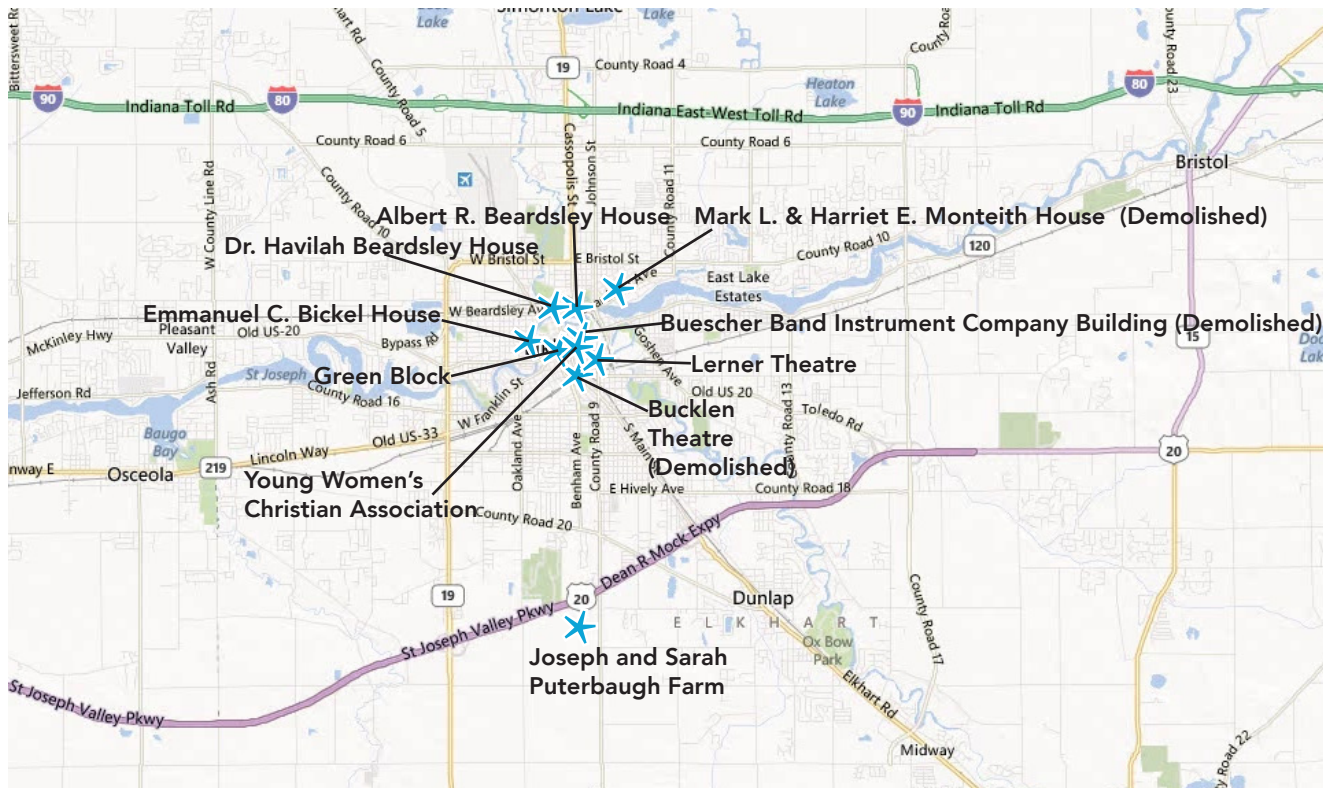 Bittersweet Rd
Lake
Simonton Lake
Lake
County Road 5
19
County Road 4
County Road 23
90
Indiana Toll Rd
80
Indiana East-West Toll Rd
Heaton
Lake
90
Indiana Toll Rd
80
County Road 6
Cassopolis St
Johnson St
County Road 11
County Road 6
Bristol
W County Line Rd
County Road 10
Albert R. Beardsley House
Mark L. & Harriet E. Monteith House (Demolished)
Dr. Havilah Beardsley House
W Bristol St
E Bristol St
County Road 10
120
Ave
East Lake
Estates
Emmanuel C. Bickel House
W Beardsley Av
Buescher Band Instrument Company Building (Demolished)
McKinley Hwy
Pleasant
Valley
Old US-20
Bypass Rd
Goshen Ave
15
Lerner Theatre
Green Block
St Joseph
Ash Rd
Jefferson Rd
County Road 16
W Franklin St
Old US 20
County Road 13
Toledo Rd
Bucklen
Theatre
(Demolished)
Baugo
Bay
Old US-33
Lincoln Way
Oakland Ave
Benham Ave
County Road 9
S Main
nway E
Osceola
219
20
Young Women's
Christian Association
E Hively Ave
County Road 18
County Road 20
Dean R Mock Expy
19
20
Dunlap
County Road 17
St Joseph Valley Pkwy
ELKHART
Ox Bow
Park
Joseph and Sarah
Puterbaugh Farm
St Joseph Valley Pkwy
Elkhart Rd
Midway
y Road 22